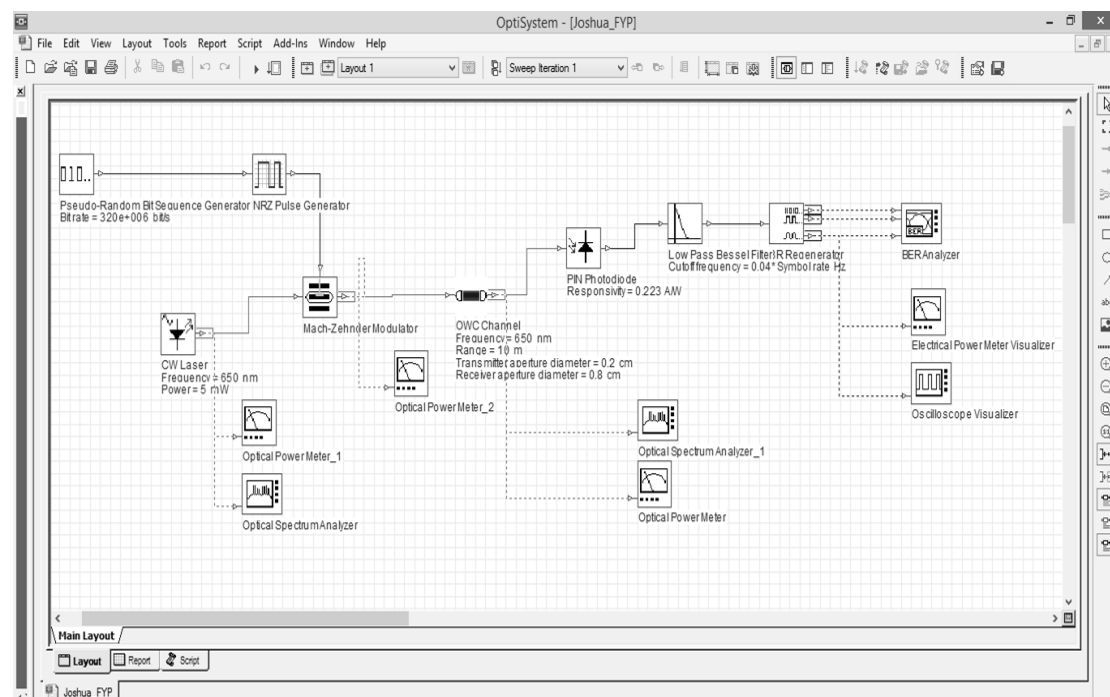 OptiSystem - [Joshua_FYP]
File Edit View Layout Tools Report Script Add-Ins Window Help
Layout 1
Sweep Iteration 1
010..
Pseudo-Random Bit Sequence Generator NRZ Pulse Generator
Bitrate = 320e+006 bit/s
Low Pass Bessel Filter 3R Regenerator
Cutoff frequency = 0.04* Symbol rate Hz
BER
BER Analyzer
PIN Photodiode
Responsivity = 0.223 A/W
Mach-Zehnder Modulator
OWC Channel
Frequency = 650 nm
Range = 10 m
Transmitter aperture diameter = 0.2 cm
Receiver aperture diameter = 0.8 cm
Electrical Power Meter Visualizer
CW Laser
Frequency = 650 nm
Power = 5 mW
Optical Power Meter_2
Oscilloscope Visualizer
Optical Power Meter_1
Optical Spectrum Analyzer_1
Optical Spectrum Analyzer
Optical Power Meter
Main Layout
Layout Report Script
Joshua_FYP